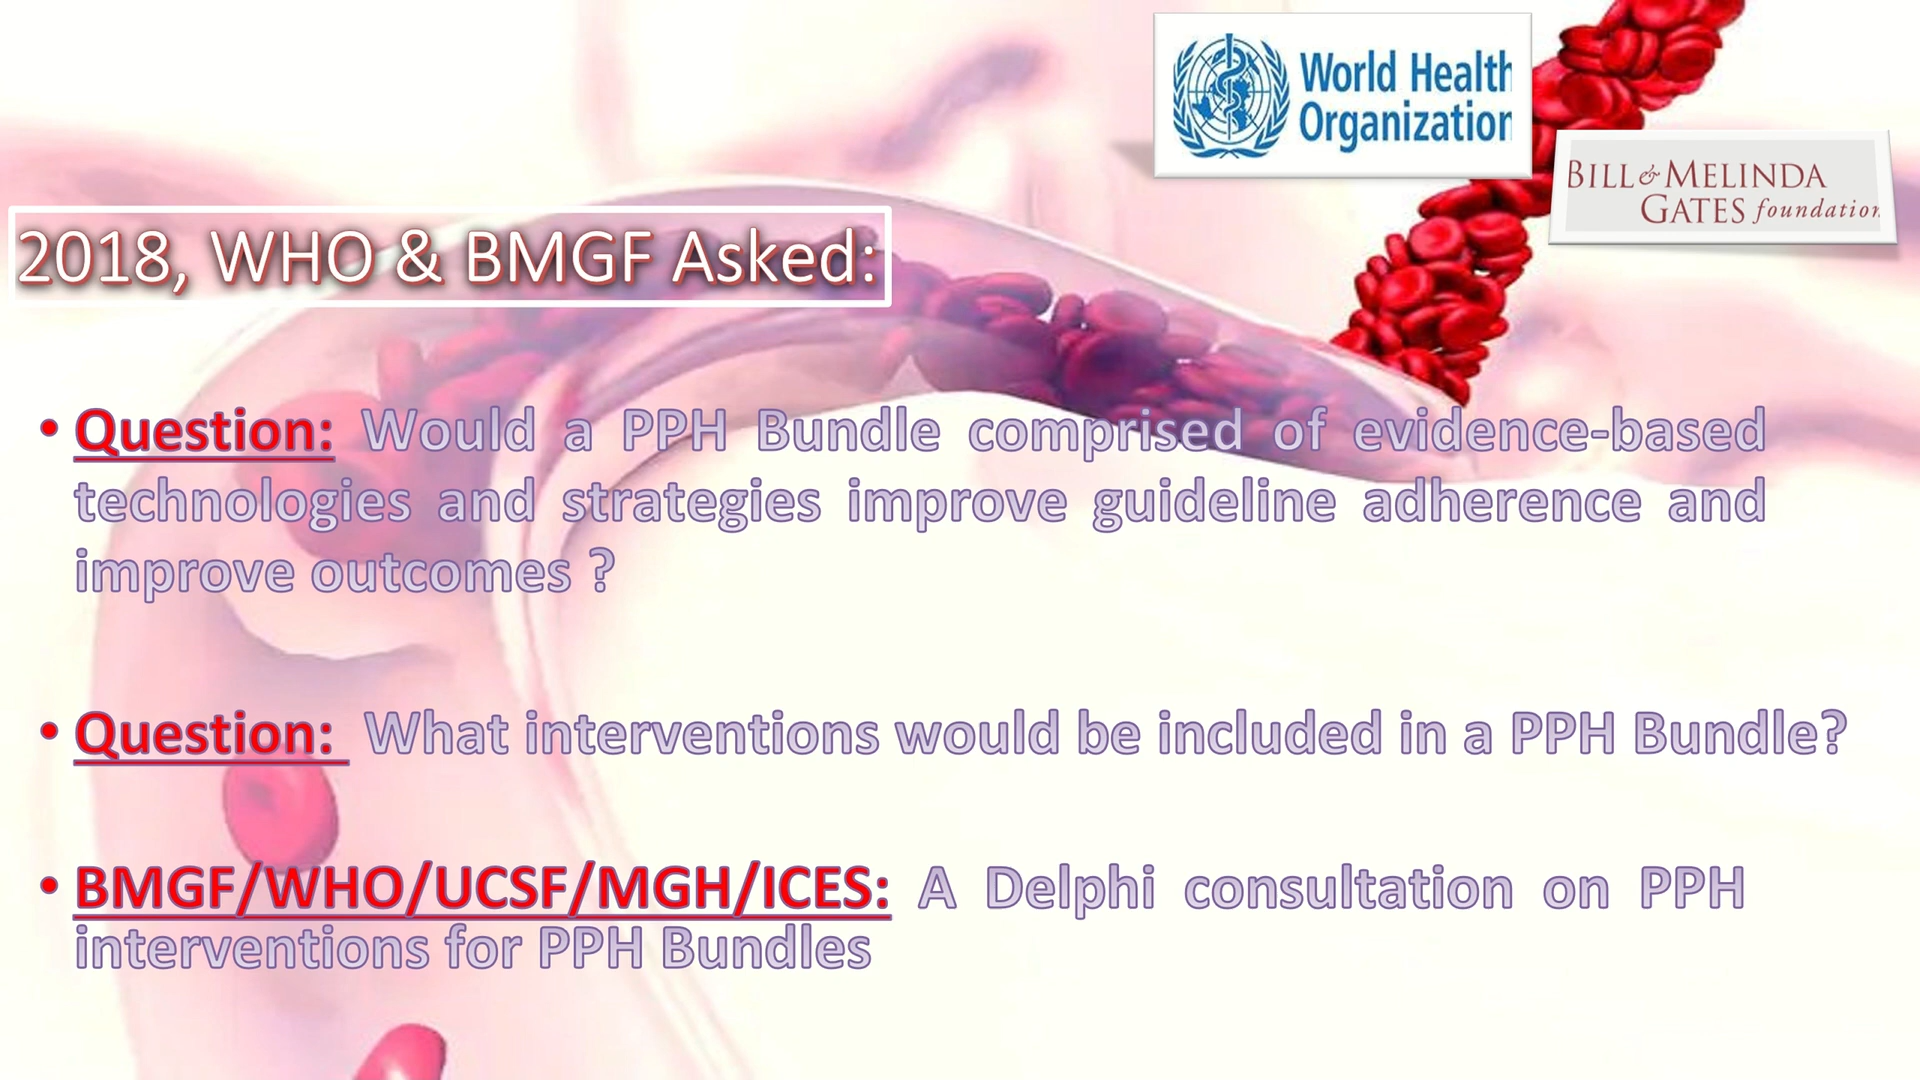 World Health
Organization
BILL & MELINDA
GATES foundation
2018, WHO & BMGF Asked:
• Question: Would a PPH Bundle comprised of evidence-based
technologies and strategies improve guideline adherence and
improve outcomes ?
• Question: What interventions would be included in a PPH Bundle?
• BMGF/WHO/UCSF/MGH/ICES: A Delphi consultation on PPH
interventions for PPH Bundles